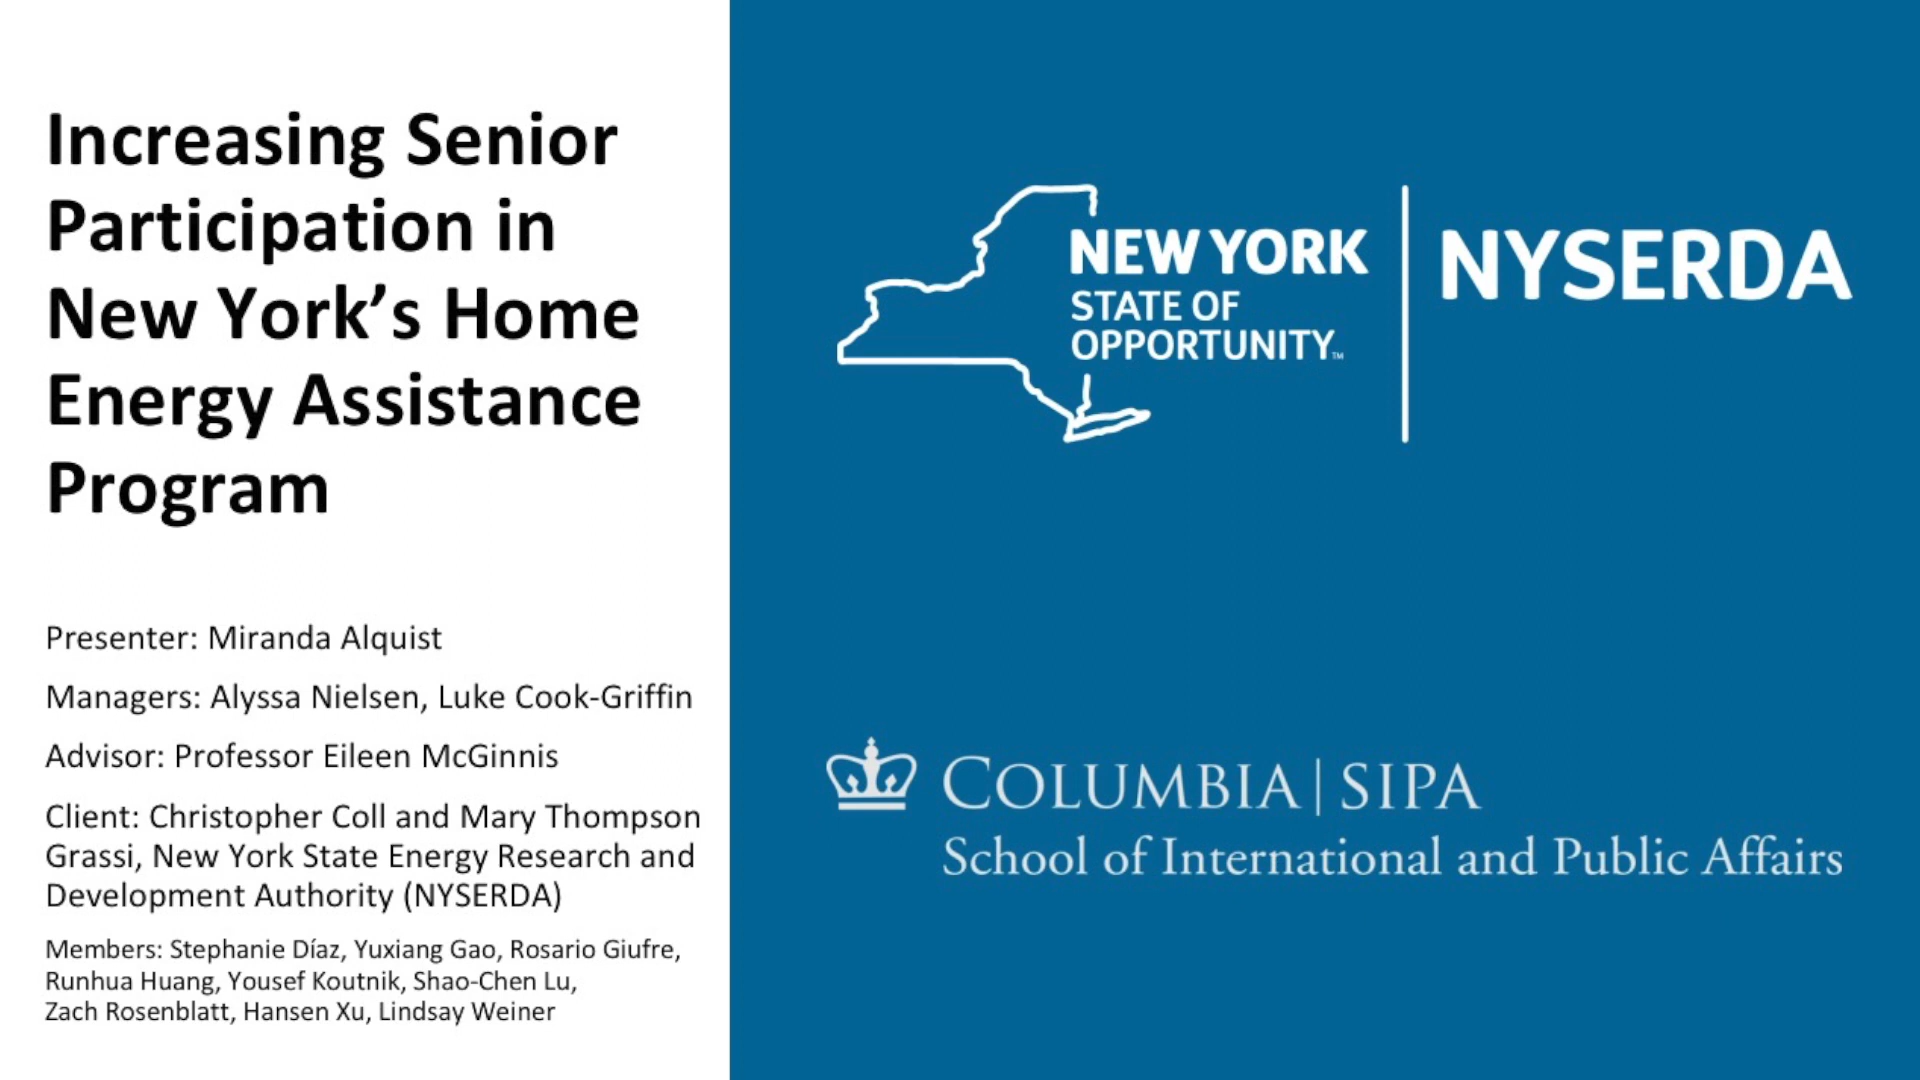 Increasing Senior
Participation in
New York’s Home
Energy Assistance
Program
Presenter: Miranda Alquist
Managers: Alyssa Nielsen, Luke Cook-Griffin
Advisor: Professor Eileen McGinnis
Client: Christopher Coll and Mary Thompson
Grassi, New York State Energy Research and
Development Authority (NYSERDA)
Members: Stephanie Díaz, Yuxiang Gao, Rosario Giufre,
Runhua Huang, Yousef Koutnik, Shao-Chen Lu,
Zach Rosenblatt, Hansen Xu, Lindsay Weiner
NEW YORK
STATE OF
OPPORTUNITY™
NYSERDA
COLUMBIA | SIPA
School of International and Public Affairs